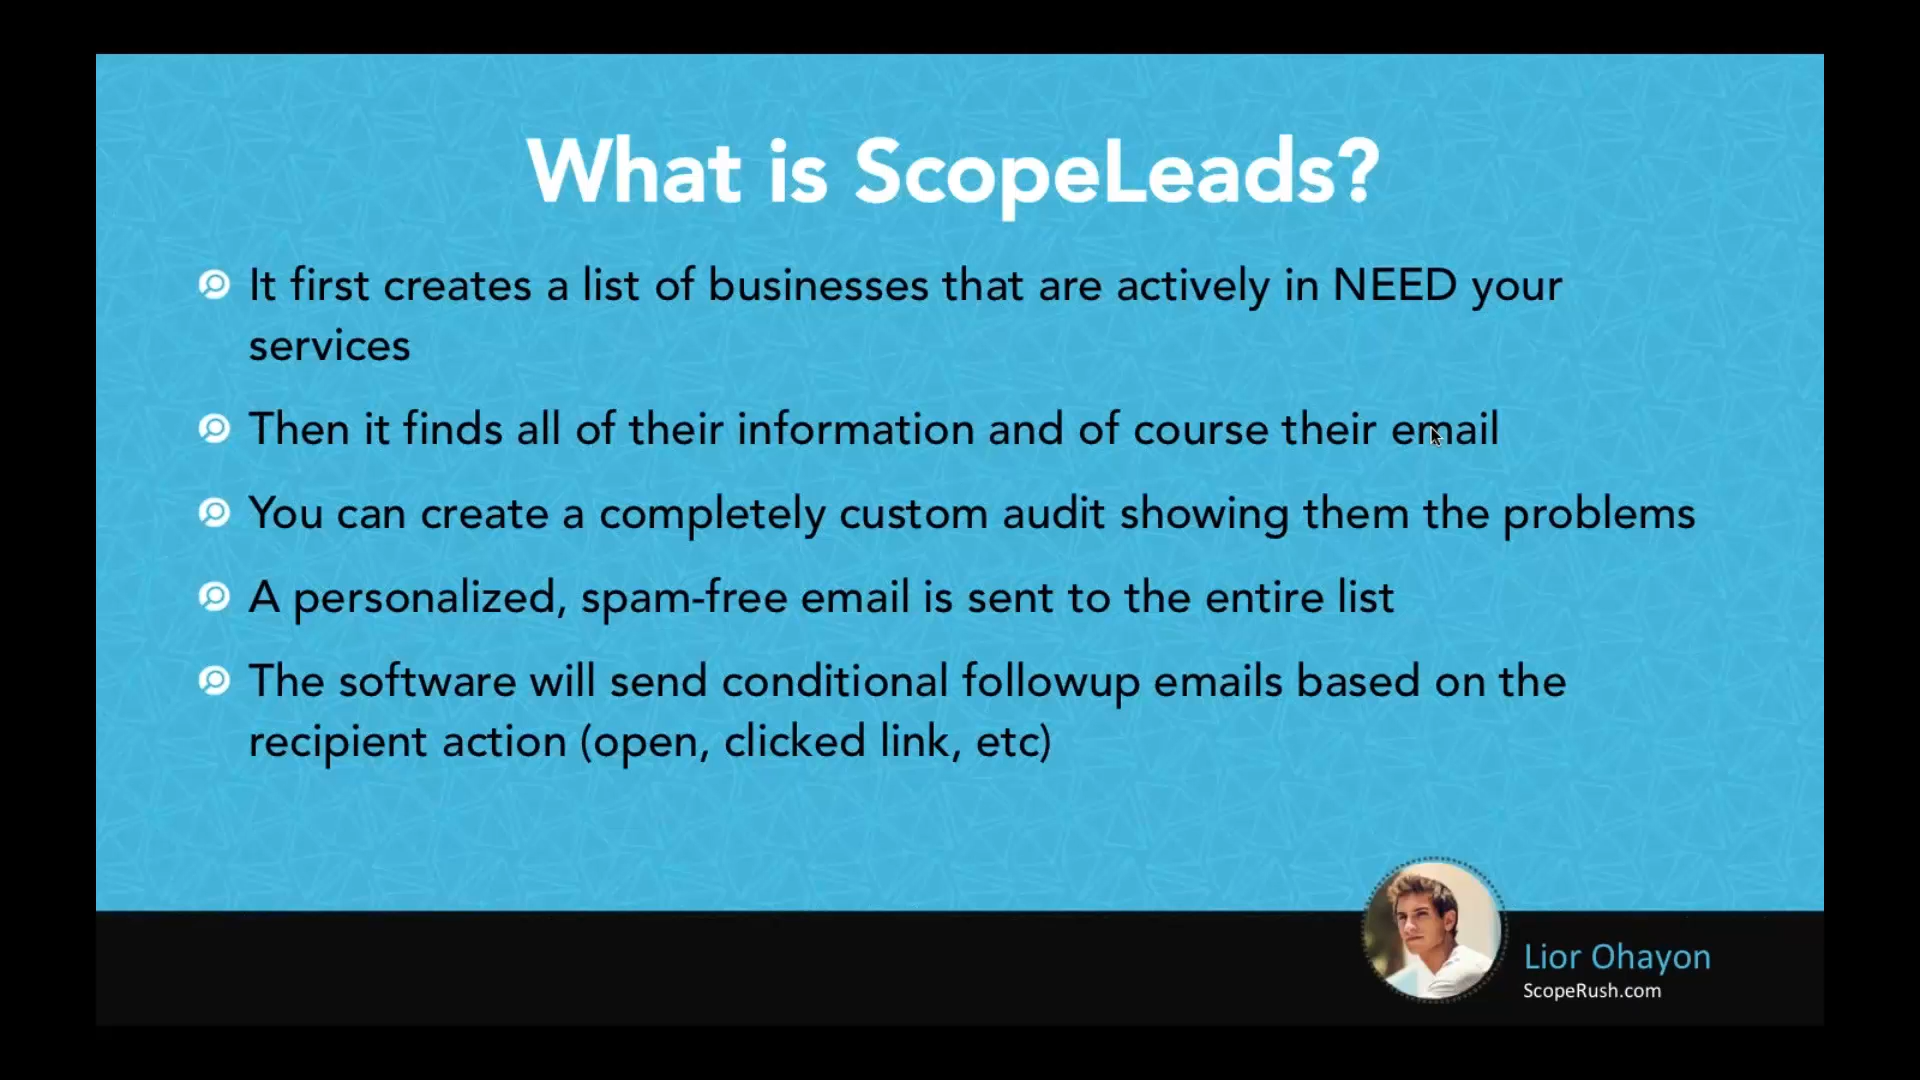 What is ScopeLeads?
It first creates a list of businesses that are actively in NEED your
services
Then it finds all of their information and of course their email
You can create a completely custom audit showing them the problems
A personalized, spam-free email is sent to the entire list
The software will send conditional followup emails based on the
recipient action (open, clicked link, etc)
Lior Ohayon
ScopeRush.com